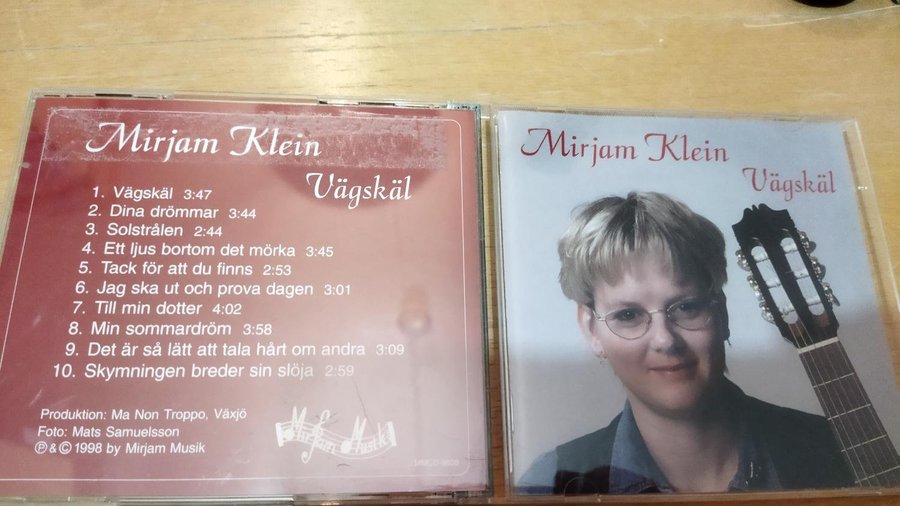 Mirjam Klein
Vägskäl
1. Vägskäl 3:47
2. Dina drömmar 3:44
3. Solstrålen 2:44
4. Ett ljus bortom det mörka 3:45
5. Tack för att du finns 2:53
6. Jag ska ut och prova dagen 3:01
7. Till min dotter 4:02
8. Min sommardröm 3:58
9. Det är så lätt att tala hårt om andra 3:09
10. Skymningen breder sin slöja 2:59
Produktion: Ma Non Troppo, Växjö
Foto: Mats Samuelsson
℗ & © 1998 by Mirjam Musik
Mirjam Musik
Mirjam Klein
Vägskäl